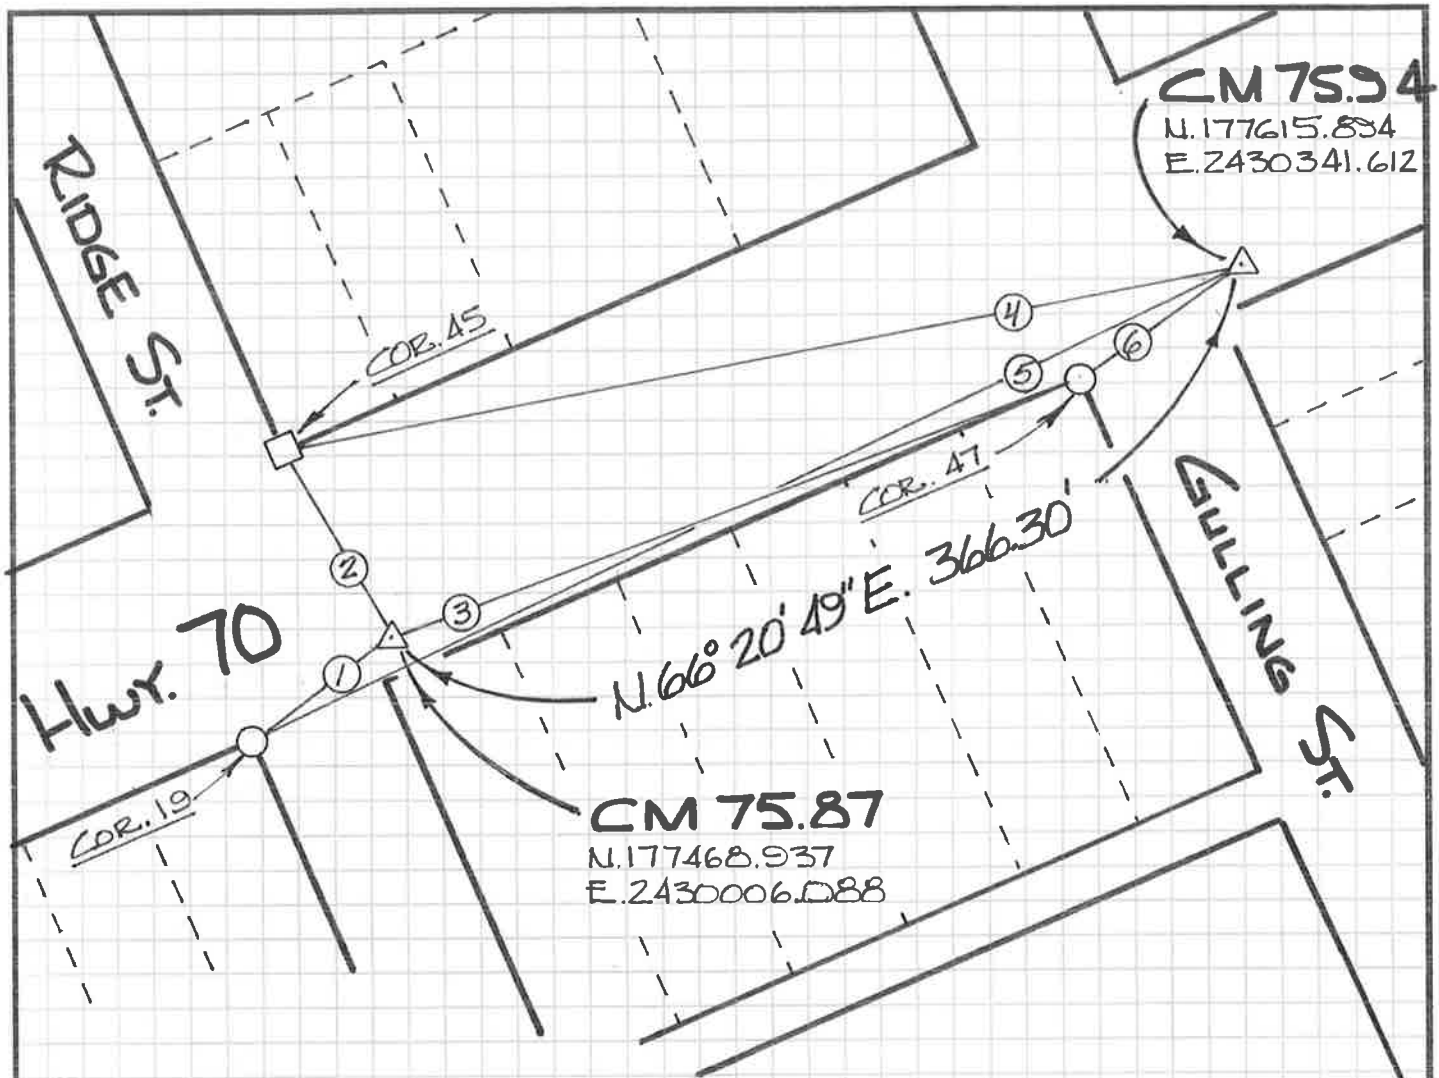 CM 75.94
N.177615.894
E.2430341.612
RIDGE ST.
COR. 45
4
6
5
COR. 47
N.66° 20' 49" E. 366.30'
GULLING ST.
2
3
1
Hwy. 70
COR. 19
CM 75.87
N.177468.937
E.2430006.088